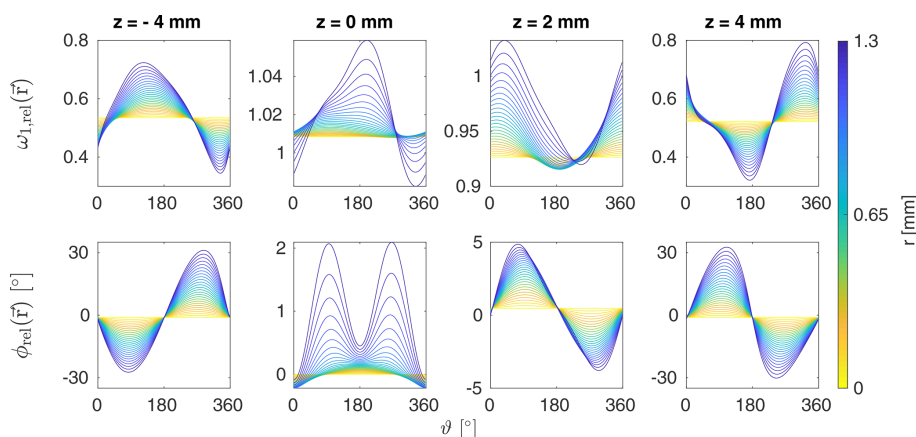 z = - 4 mm
z = 0 mm
z = 2 mm
z = 4 mm
ω1,rel(r⃗)
0.8
0.6
0.4
0 180 360
1.04
1.02
1
0 180 360
1
0.95
0.9
0 180 360
0.8
0.6
0.4
0 180 360
ϕrel(r⃗) [°]
30
0
-30
0 180 360
2
1
0
0 180 360
5
0
-5
0 180 360
30
0
-30
0 180 360
ϑ [°]
1.3
0.65
0
r [mm]